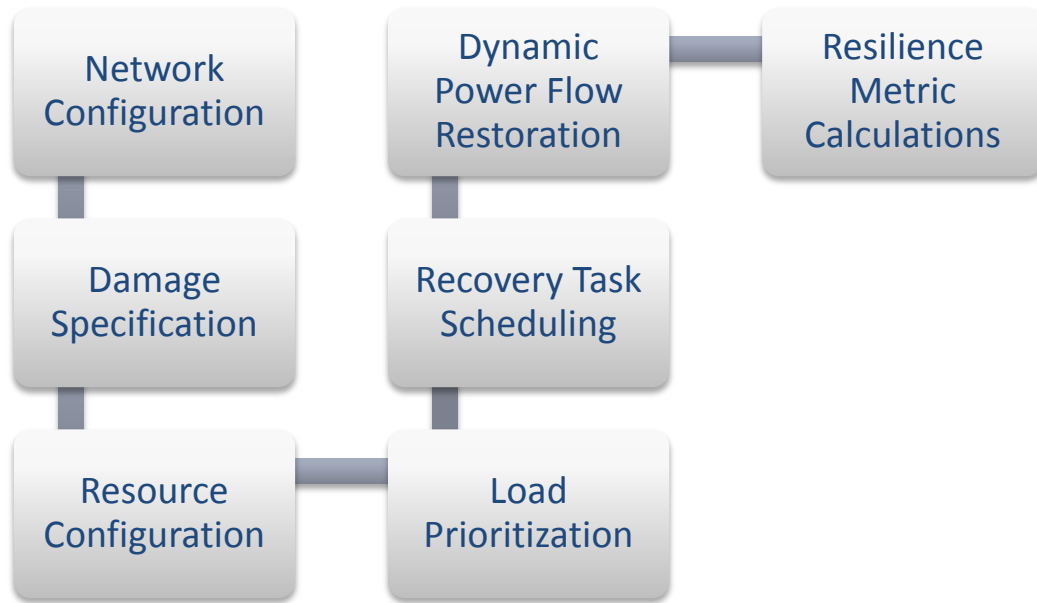 Network
Configuration
Damage
Specification
Resource
Configuration
Load
Prioritization
Recovery Task
Scheduling
Dynamic
Power Flow
Restoration
Resilience
Metric
Calculations